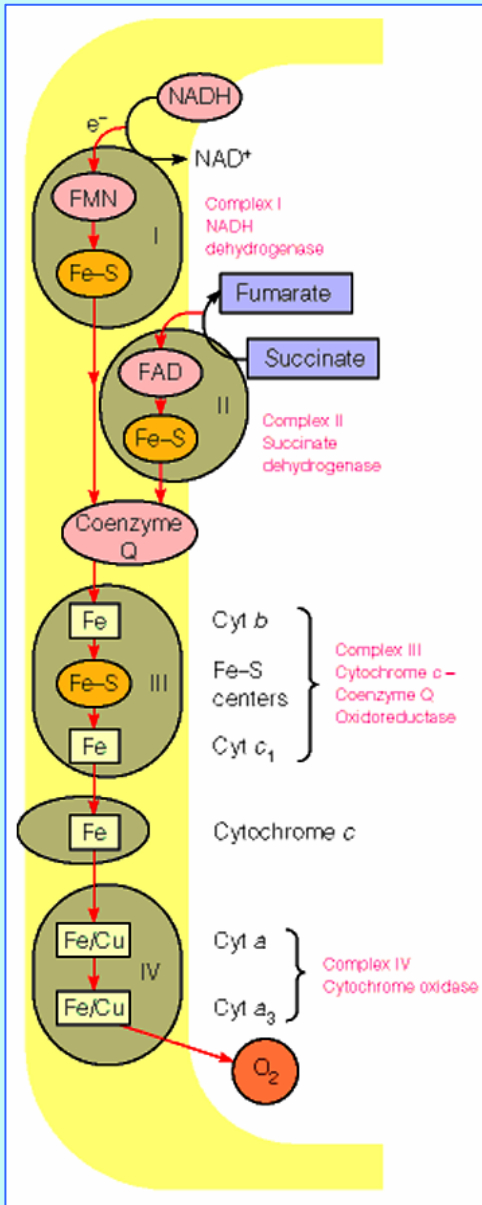 NADH
e⁻
NAD⁺
FMN
I
Complex I
NADH
dehydrogenase
Fe–S
Fumarate
Succinate
FAD
II
Fe–S
Complex II
Succinate
dehydrogenase
Coenzyme
Q
Fe
Cyt b
Fe–S
III
Fe–S
centers
Complex III
Cytochrome c –
Coenzyme Q
Oxidoreductase
Fe
Cyt c₁
Fe
Cytochrome c
Fe/Cu
Cyt a
IV
Complex IV
Cytochrome oxidase
Fe/Cu
Cyt a₃
O₂